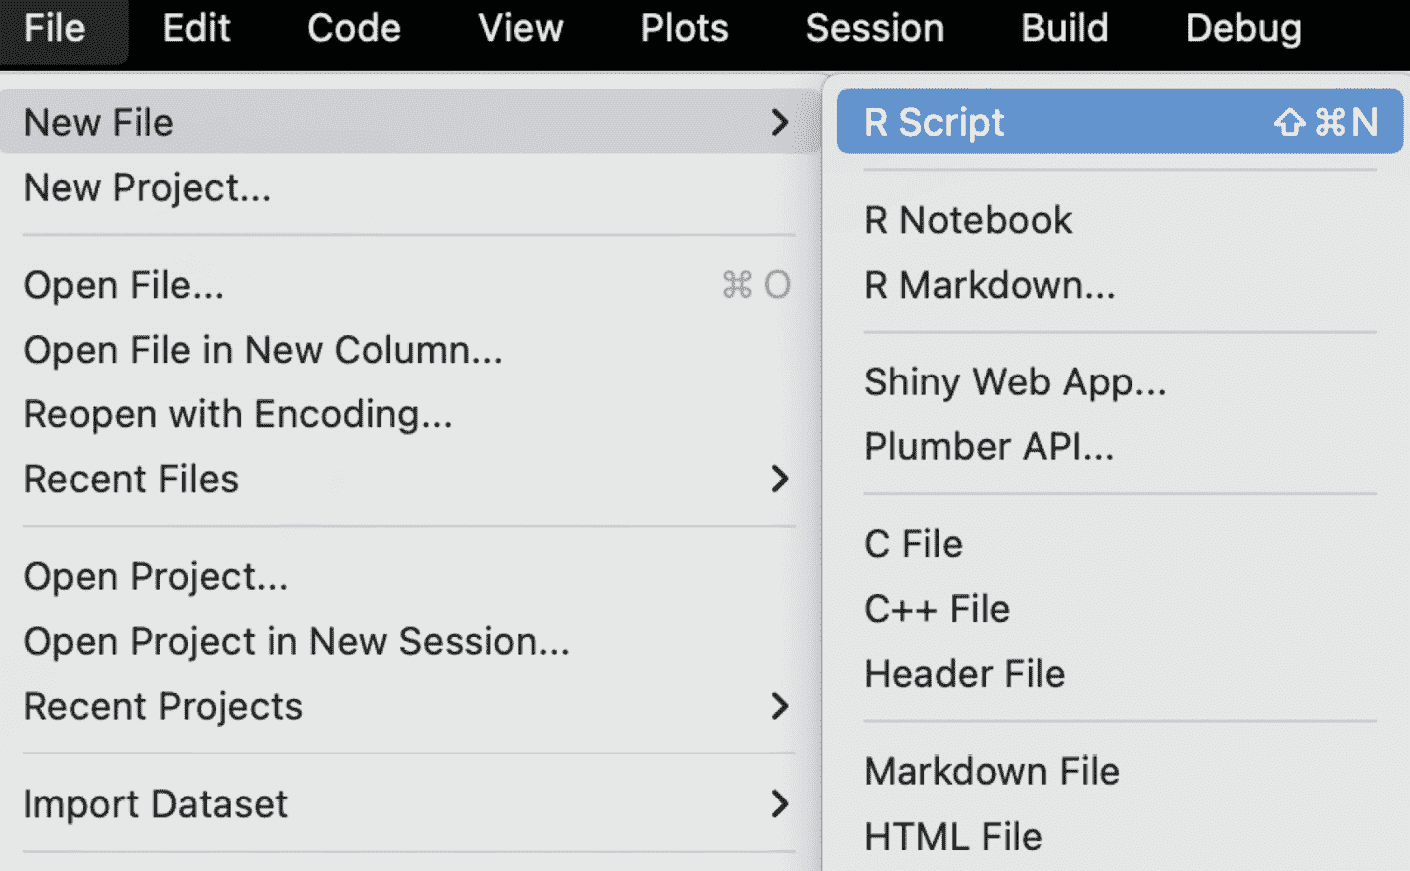 File Edit Code View Plots Session Build Debug
New File
New Project...
Open File... ⌘ O
Open File in New Column...
Reopen with Encoding...
Recent Files
Open Project...
Open Project in New Session...
Recent Projects
Import Dataset
R Script ⇧⌘N
R Notebook
R Markdown...
Shiny Web App...
Plumber API...
C File
C++ File
Header File
Markdown File
HTML File